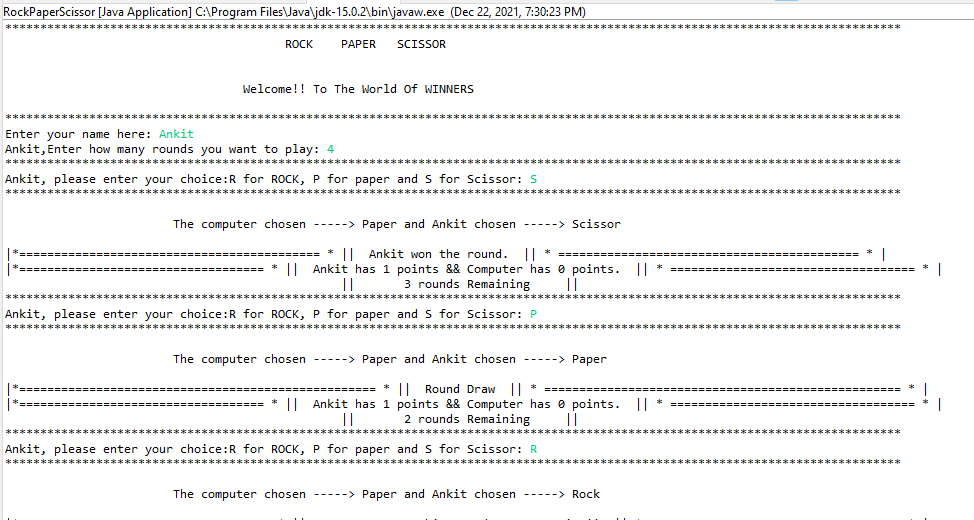 RockPaperScissor [Java Application] C:\Program Files\Java\jdk-15.0.2\bin\javaw.exe (Dec 22, 2021, 7:30:23 PM)
********************************************************************************************************************************
ROCK    PAPER   SCISSOR
Welcome!! To The World Of WINNERS
********************************************************************************************************************************
Enter your name here: Ankit
Ankit,Enter how many rounds you want to play: 4
********************************************************************************************************************************
Ankit, please enter your choice:R for ROCK, P for paper and S for Scissor: S
********************************************************************************************************************************
The computer chosen -----> Paper and Ankit chosen -----> Scissor
|*=========================================== * ||  Ankit won the round.  || * ======================================= * |
|*=================================== * ||  Ankit has 1 points && Computer has 0 points.  || * =================================== * |
||       3 rounds Remaining     ||
********************************************************************************************************************************
Ankit, please enter your choice:R for ROCK, P for paper and S for Scissor: P
********************************************************************************************************************************
The computer chosen -----> Paper and Ankit chosen -----> Paper
|*=================================================== * ||  Round Draw  || * =================================================== * |
|*=================================== * ||  Ankit has 1 points && Computer has 0 points.  || * =================================== * |
||       2 rounds Remaining     ||
********************************************************************************************************************************
Ankit, please enter your choice:R for ROCK, P for paper and S for Scissor: R
********************************************************************************************************************************
The computer chosen -----> Paper and Ankit chosen -----> Rock